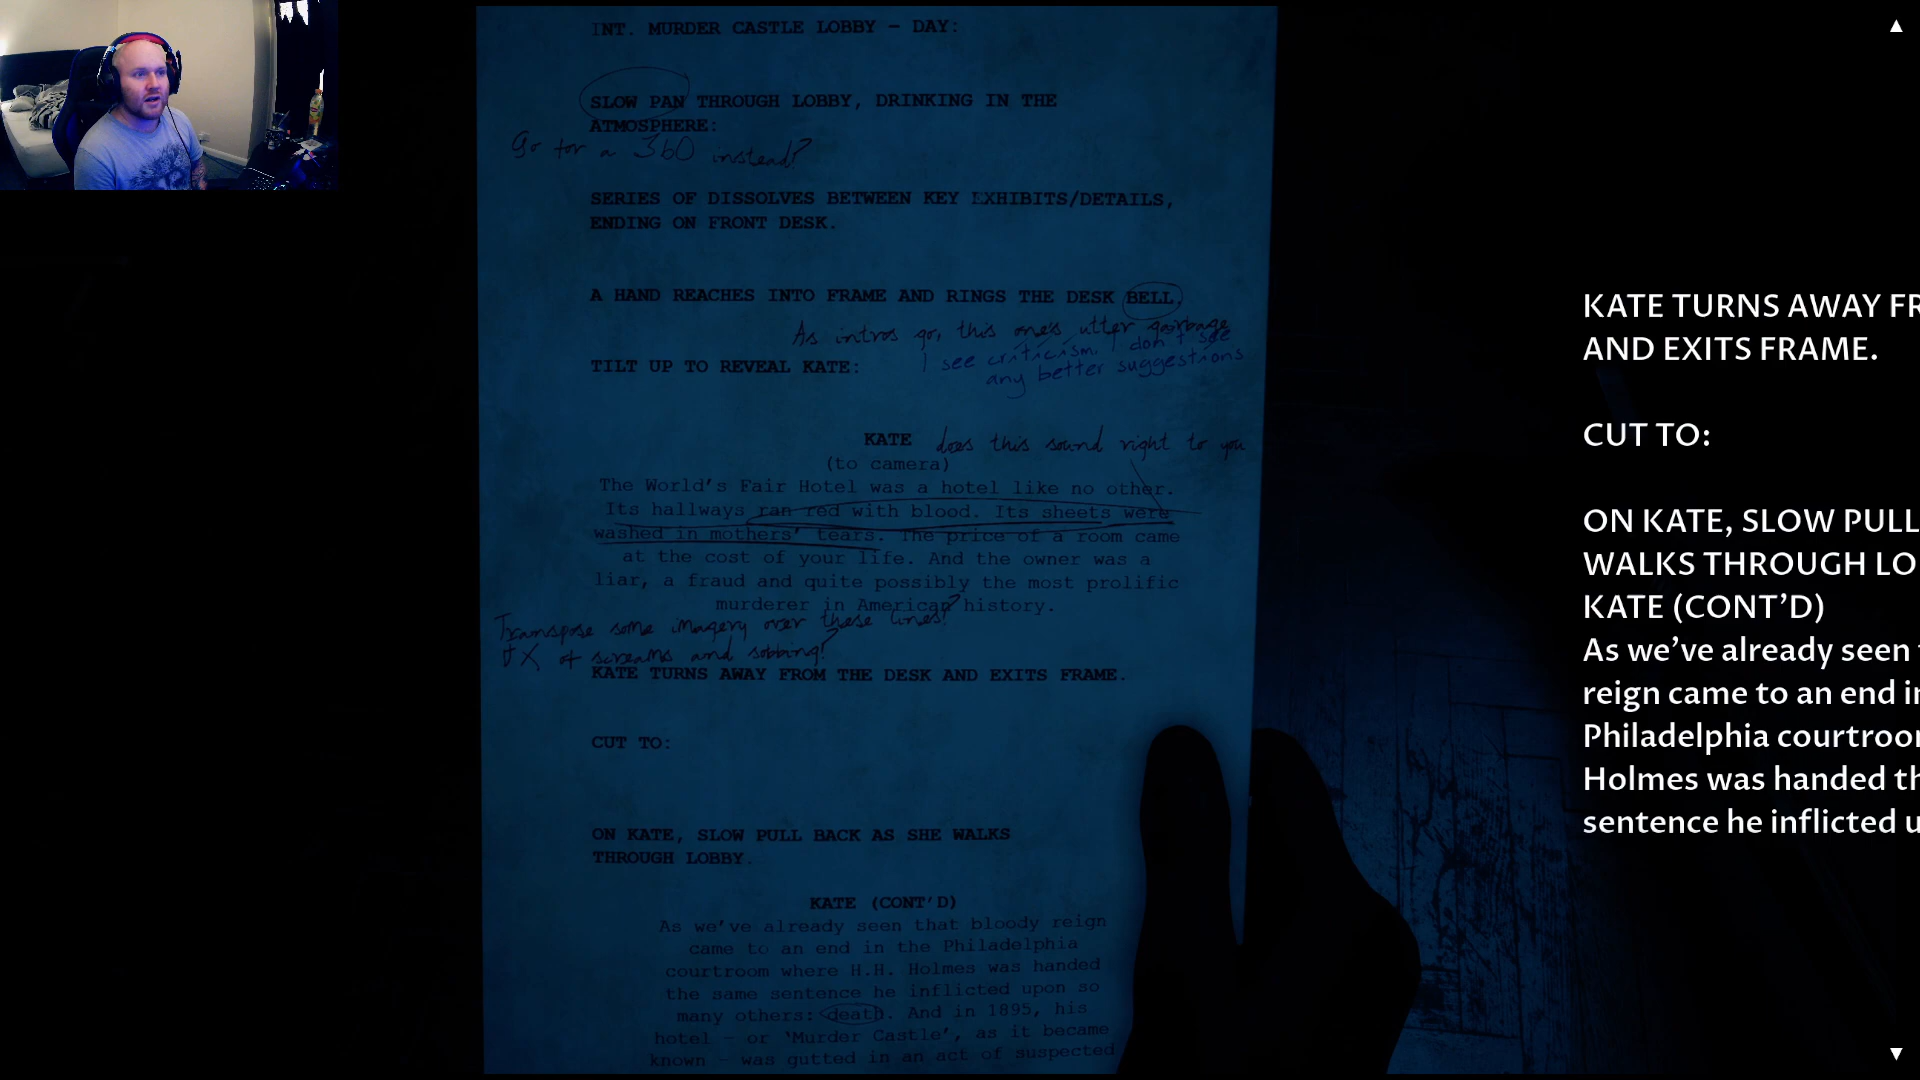 INT. MURDER CASTLE LOBBY – DAY:
SLOW PAN THROUGH LOBBY, DRINKING IN THE
ATMOSPHERE:
Go for a 360 instead?
SERIES OF DISSOLVES BETWEEN KEY EXHIBITS/DETAILS,
ENDING ON FRONT DESK.
A HAND REACHES INTO FRAME AND RINGS THE DESK BELL.
As intros go, this one's utter garbage
I see criticism. I don't see
any better suggestions
TILT UP TO REVEAL KATE:
KATE
does this sound right to you
(to camera)
The World's Fair Hotel was a hotel like no other.
Its hallways ran red with blood. Its sheets were
washed in mothers' tears. The price of a room came
at the cost of your life. And the owner was a
liar, a fraud and quite possibly the most prolific
murderer in American history.
Transpose some imagery over these lines?
FX of screams and sobbing?
KATE TURNS AWAY FROM THE DESK AND EXITS FRAME.
CUT TO:
ON KATE, SLOW PULL BACK AS SHE WALKS
THROUGH LOBBY.
KATE (CONT'D)
As we've already seen that bloody reign
came to an end in the Philadelphia
courtroom where H.H. Holmes was handed
the same sentence he inflicted upon so
many others: death. And in 1895, his
hotel – or 'Murder Castle', as it became
known – was gutted in an act of suspected
KATE TURNS AWAY FR
AND EXITS FRAME.
CUT TO:
ON KATE, SLOW PULL
WALKS THROUGH LO
KATE (CONT'D)
As we've already seen
reign came to an end in
Philadelphia courtroo
Holmes was handed th
sentence he inflicted u